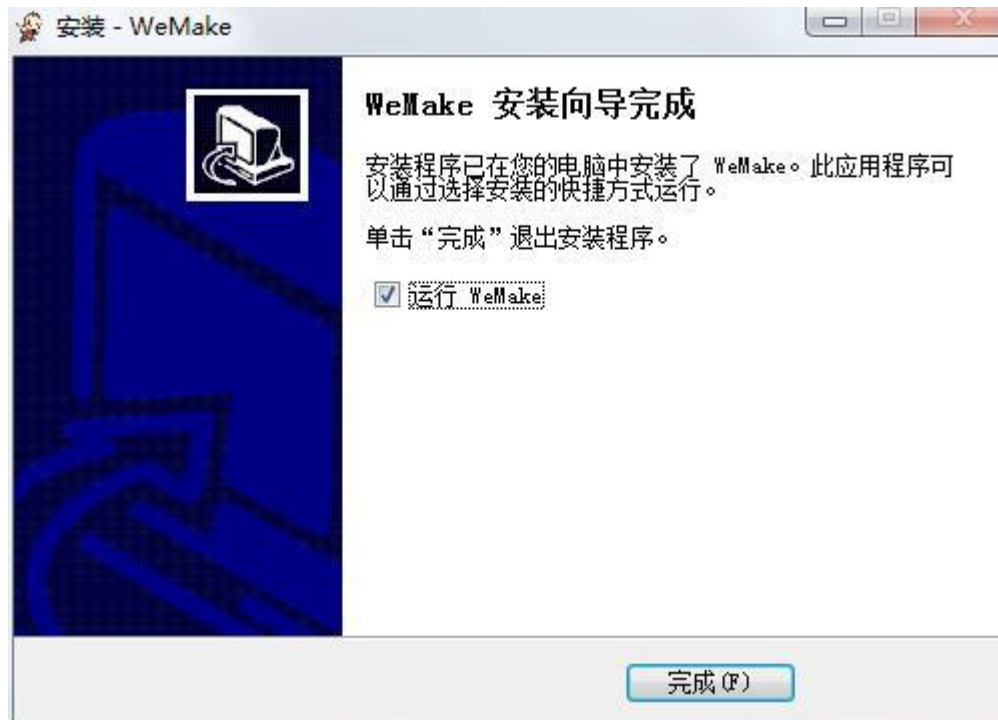 安装 - WeMake
WeMake 安装向导完成
安装程序已在您的电脑中安装了 WeMake。此应用程序可
以通过选择安装的快捷方式运行。
单击“完成”退出安装程序。
运行 WeMake
完成(F)